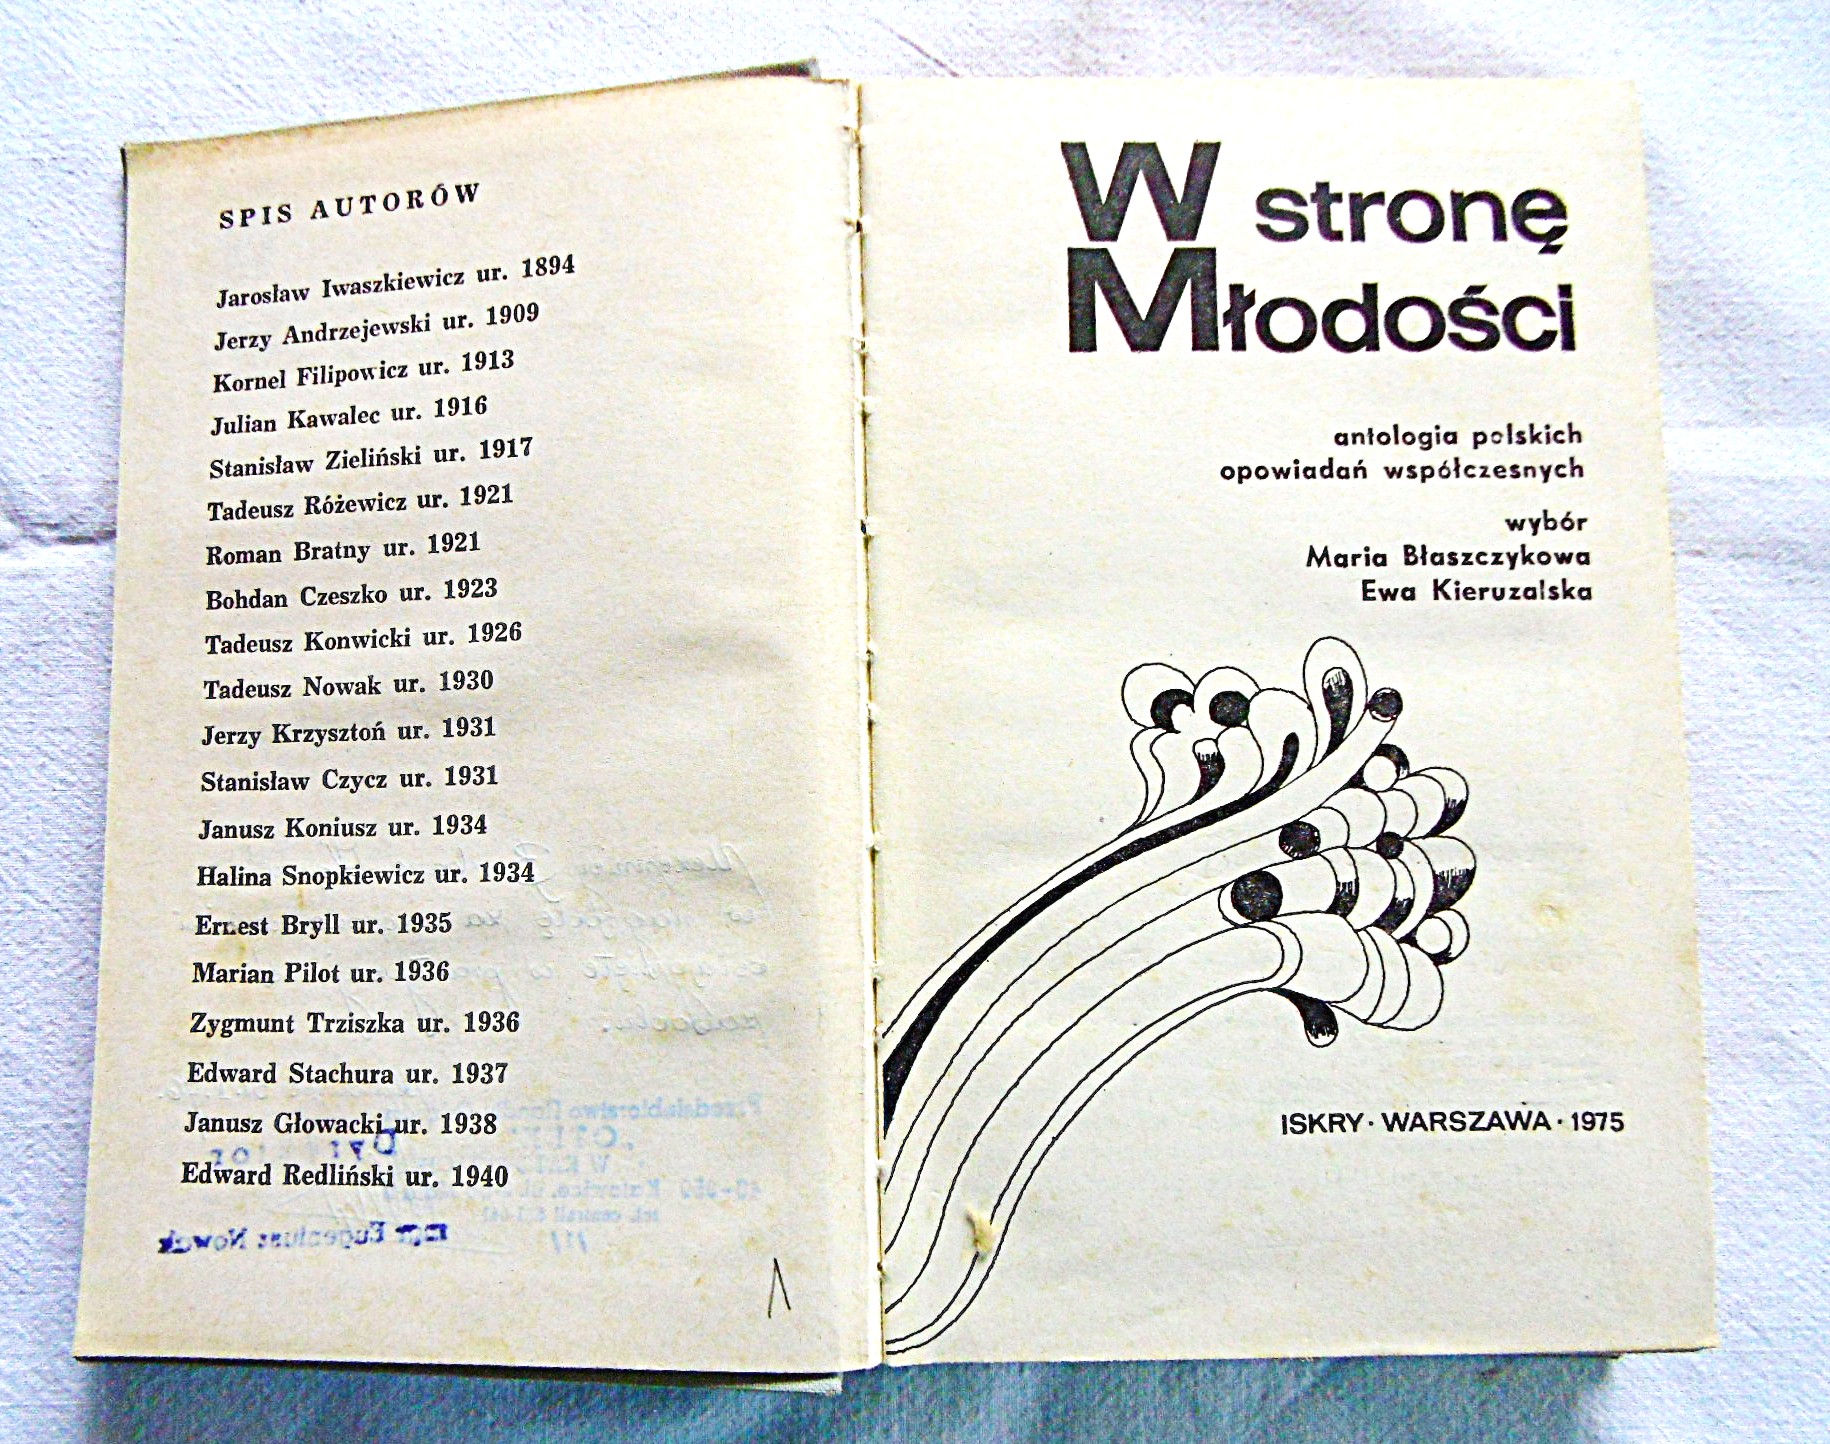 SPIS AUTORÓW
Jarosław Iwaszkiewicz ur. 1894
Jerzy Andrzejewski ur. 1909
Kornel Filipowicz ur. 1913
Julian Kawalec ur. 1916
Stanisław Zieliński ur. 1917
Tadeusz Różewicz ur. 1921
Roman Bratny ur. 1921
Bohdan Czeszko ur. 1923
Tadeusz Konwicki ur. 1926
Tadeusz Nowak ur. 1930
Jerzy Krzysztoń ur. 1931
Stanisław Czycz ur. 1931
Janusz Koniusz ur. 1934
Halina Snopkiewicz ur. 1934
Ernest Bryll ur. 1935
Marian Pilot ur. 1936
Zygmunt Trziszka ur. 1936
Edward Stachura ur. 1937
Janusz Głowacki ur. 1938
Edward Redliński ur. 1940
mgr Eugeniusz Nowak
W stronę
Młodości
antologia polskich
opowiadań współczesnych
wybór
Maria Błaszczykowa
Ewa Kieruzalska
ISKRY · WARSZAWA · 1975